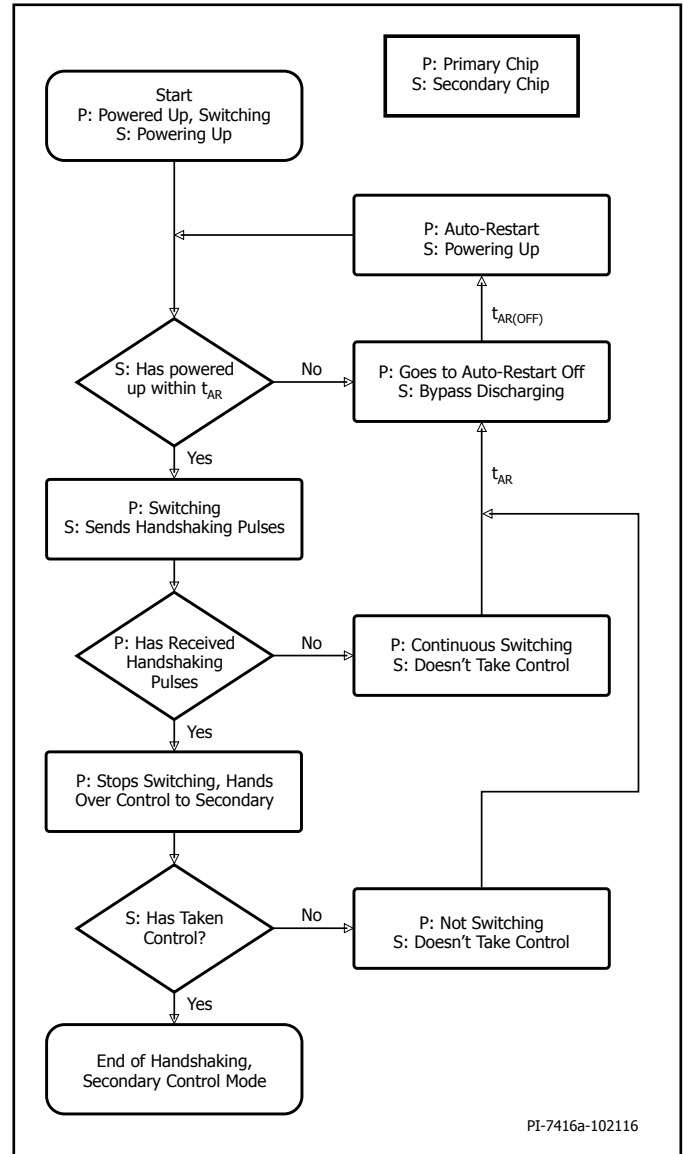 P: Primary Chip
S: Secondary Chip
Start
P: Powered Up, Switching
S: Powering Up
P: Auto-Restart
S: Powering Up
tAR(OFF)
S: Has powered
up within tAR
No
P: Goes to Auto-Restart Off
S: Bypass Discharging
Yes
tAR
P: Switching
S: Sends Handshaking Pulses
P: Has Received
Handshaking
Pulses
No
P: Continuous Switching
S: Doesn’t Take Control
Yes
P: Stops Switching, Hands
Over Control to Secondary
S: Has Taken
Control?
No
P: Not Switching
S: Doesn’t Take Control
Yes
End of Handshaking,
Secondary Control Mode
PI-7416a-102116